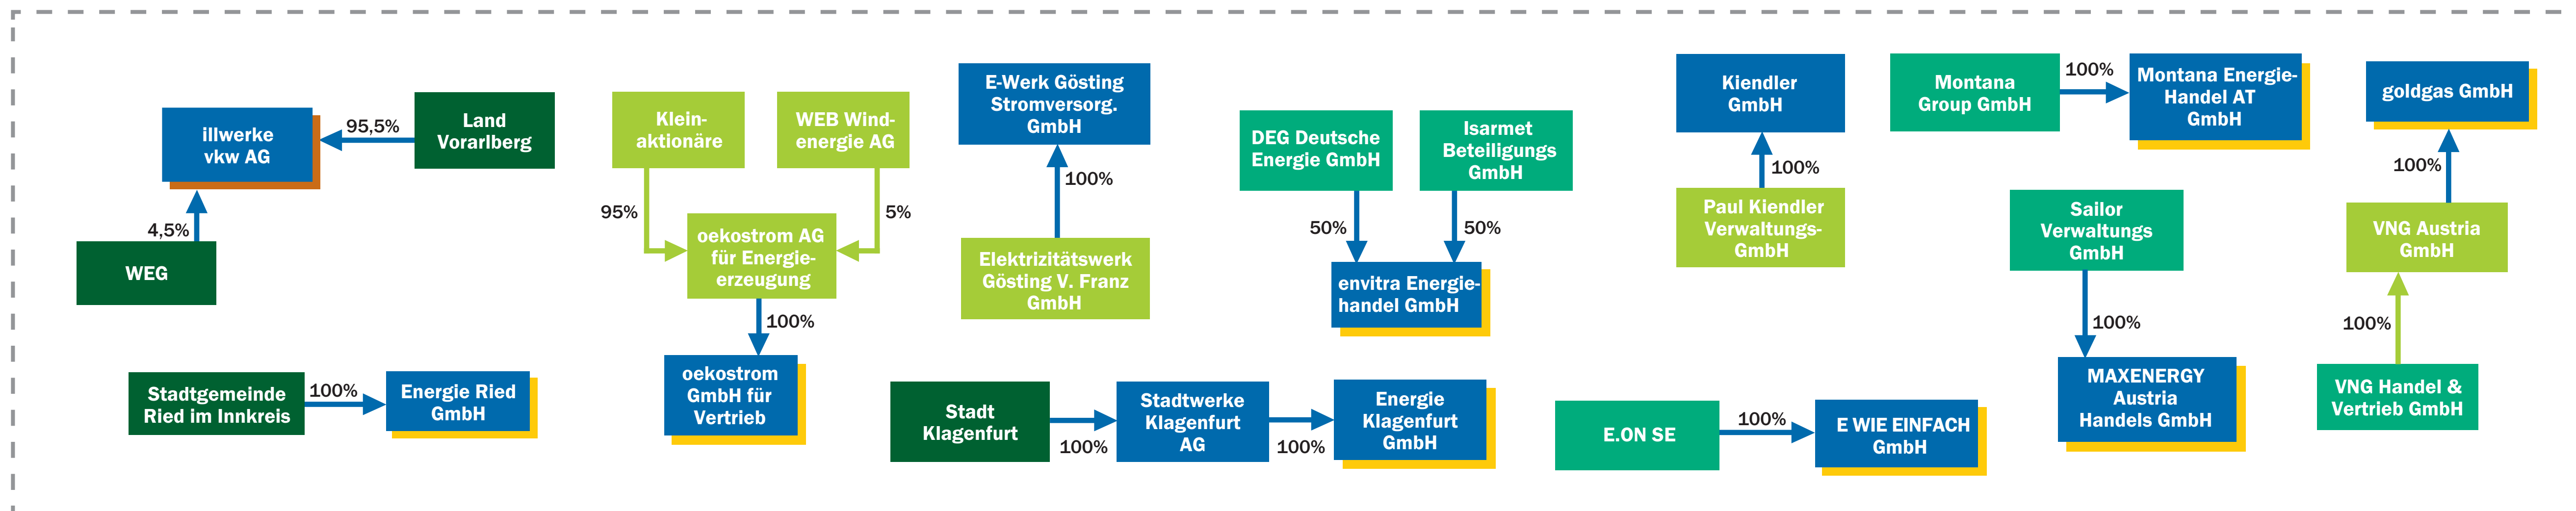 illwerke
vkw AG
95,5%
Land
Vorarlberg
4,5%
WEG
Stadtgemeinde
Ried im Innkreis
100%
Energie Ried
GmbH
Klein-
aktionäre
WEB Wind-
energie AG
95%
5%
oekostrom AG
für Energie-
erzeugung
100%
oekostrom
GmbH für
Vertrieb
E-Werk Gösting
Stromversorg.
GmbH
100%
Elektrizitätswerk
Gösting V. Franz
GmbH
Stadt
Klagenfurt
100%
Stadtwerke
Klagenfurt
AG
100%
Energie
Klagenfurt
GmbH
DEG Deutsche
Energie GmbH
Isarmet
Beteiligungs
GmbH
50%
50%
envitra Energie-
handel GmbH
Kiendler
GmbH
100%
Paul Kiendler
Verwaltungs-
GmbH
E.ON SE
100%
E WIE EINFACH
GmbH
Montana
Group GmbH
100%
Montana Energie-
Handel AT
GmbH
Sailor
Verwaltungs
GmbH
100%
MAXENERGY
Austria
Handels GmbH
goldgas GmbH
100%
VNG Austria
GmbH
100%
VNG Handel &
Vertrieb GmbH